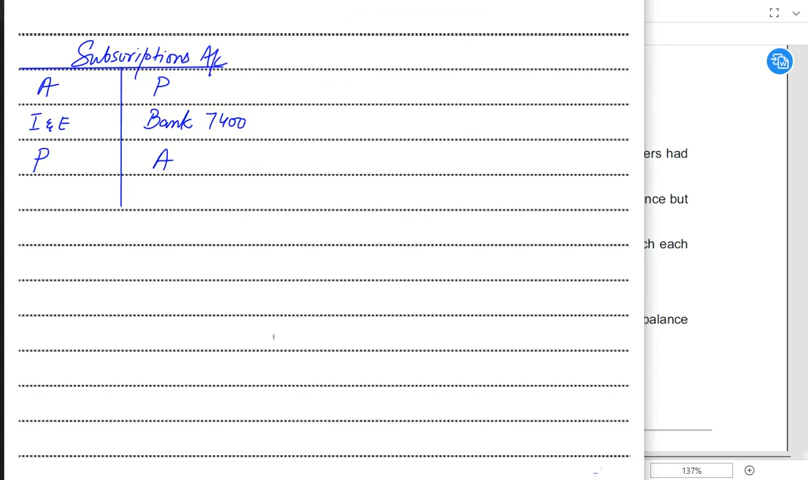 Subscriptions A/c
A P
I & E Bank 7400
P A
ers had
nce but
ch each
balance
137%